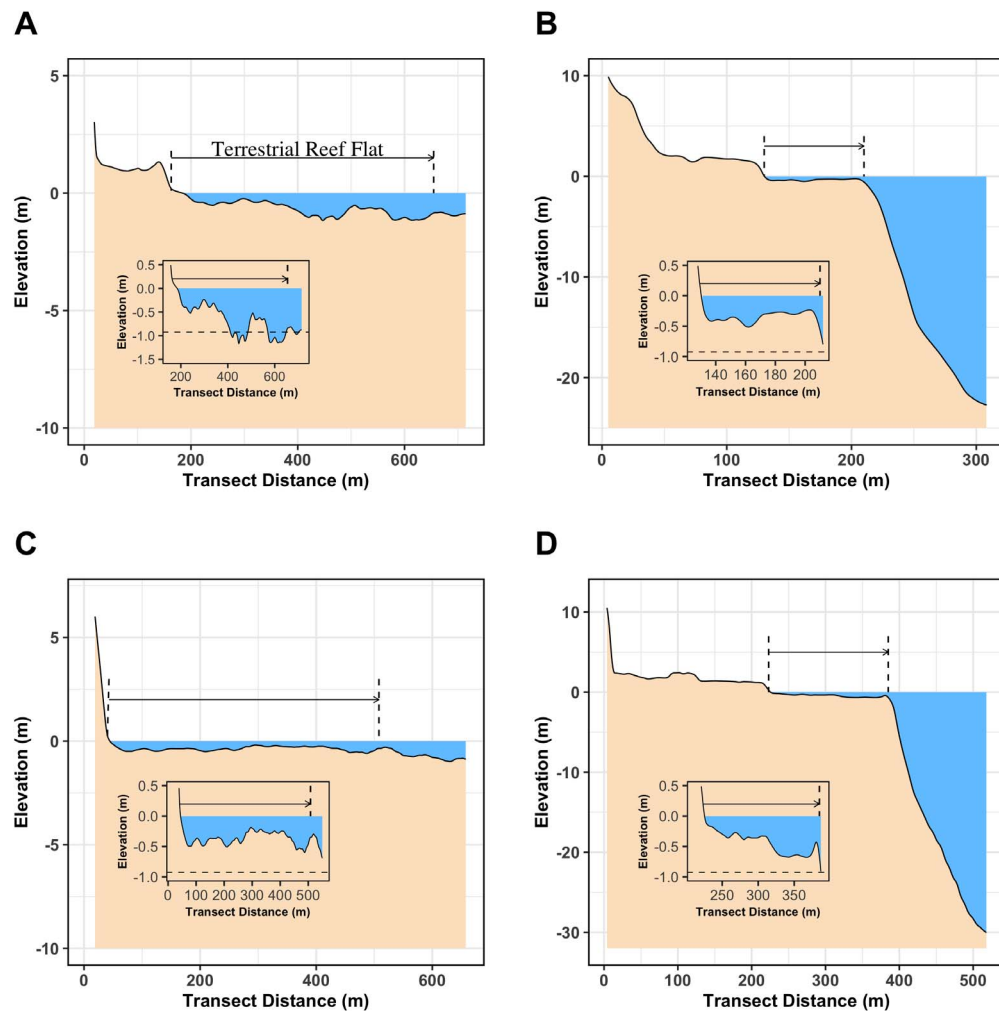 A
5
0
-5
-10
Elevation (m)
Terrestrial Reef Flat
0.5
0.0
-0.5
-1.0
-1.5
Elevation (m)
200 400 600
Transect Distance (m)
0 200 400 600
Transect Distance (m)
B
10
0
-10
-20
Elevation (m)
0.5
0.0
-0.5
-1.0
Elevation (m)
140 160 180 200
Transect Distance (m)
0 100 200 300
Transect Distance (m)
C
5
0
-5
-10
Elevation (m)
0.5
0.0
-0.5
-1.0
Elevation (m)
0 100 200 300 400 500
Transect Distance (m)
0 200 400 600
Transect Distance (m)
D
10
0
-10
-20
-30
Elevation (m)
0.5
0.0
-0.5
-1.0
Elevation (m)
250 300 350
Transect Distance (m)
0 100 200 300 400 500
Transect Distance (m)